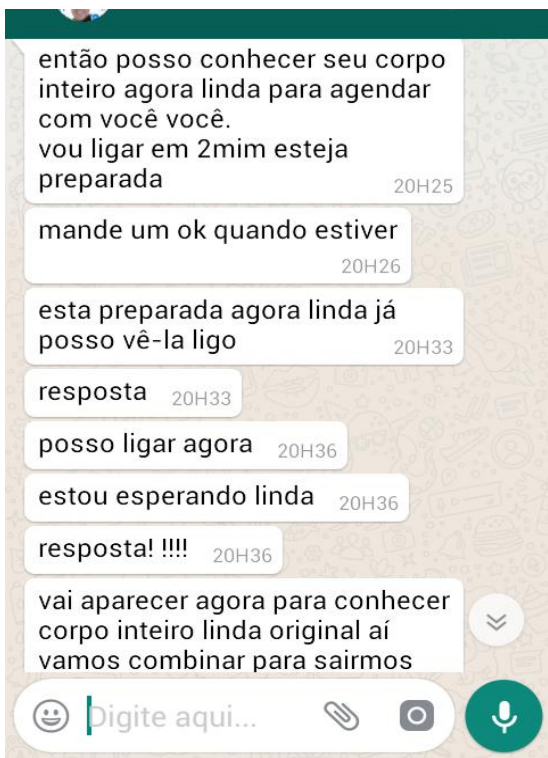 então posso conhecer seu corpo
inteiro agora linda para agendar
com você você.
vou ligar em 2mim esteja
preparada
20H25
mande um ok quando estiver
20H26
esta preparada agora linda já
posso vê-la ligo
20H33
resposta 20H33
posso ligar agora 20H36
estou esperando linda 20H36
resposta! !!!! 20H36
vai aparecer agora para conhecer
corpo inteiro linda original aí
vamos combinar para sairmos
Digite aqui...